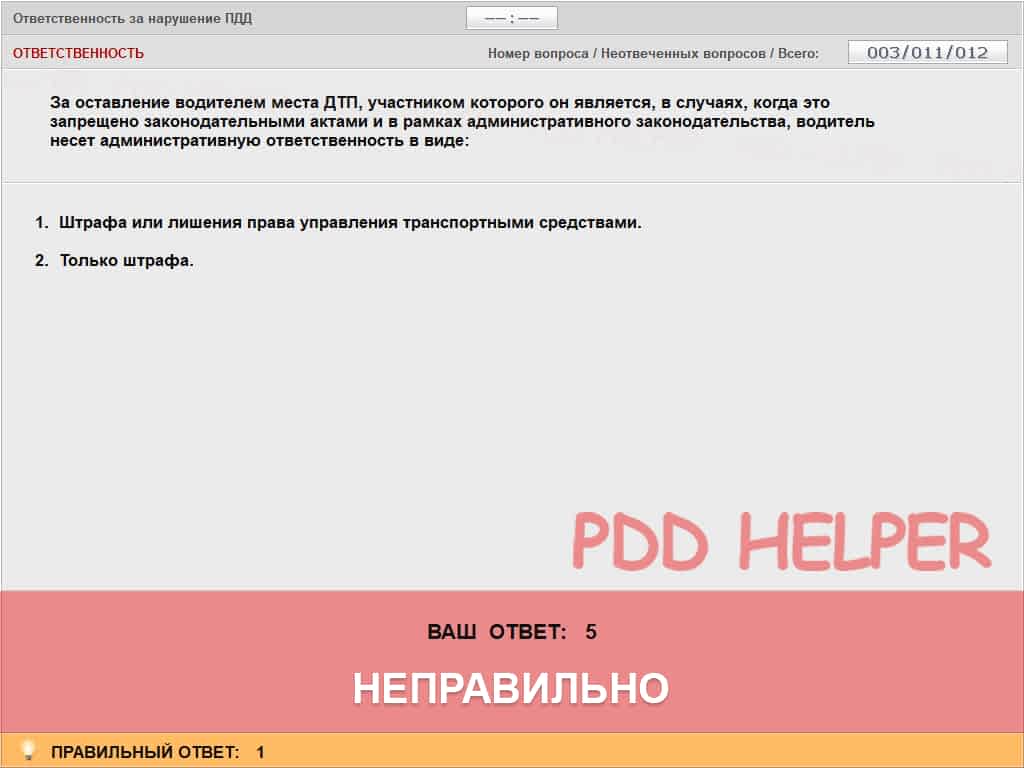 Ответственность за нарушение ПДД
––:––
ОТВЕТСТВЕННОСТЬ
Номер вопроса / Неотвеченных вопросов / Всего:
003/011/012
За оставление водителем места ДТП, участником которого он является, в случаях, когда это
запрещено законодательными актами и в рамках административного законодательства, водитель
несет административную ответственность в виде:
1. Штрафа или лишения права управления транспортными средствами.
2. Только штрафа.
PDD HELPER
ВАШ ОТВЕТ: 5
НЕПРАВИЛЬНО
ПРАВИЛЬНЫЙ ОТВЕТ: 1